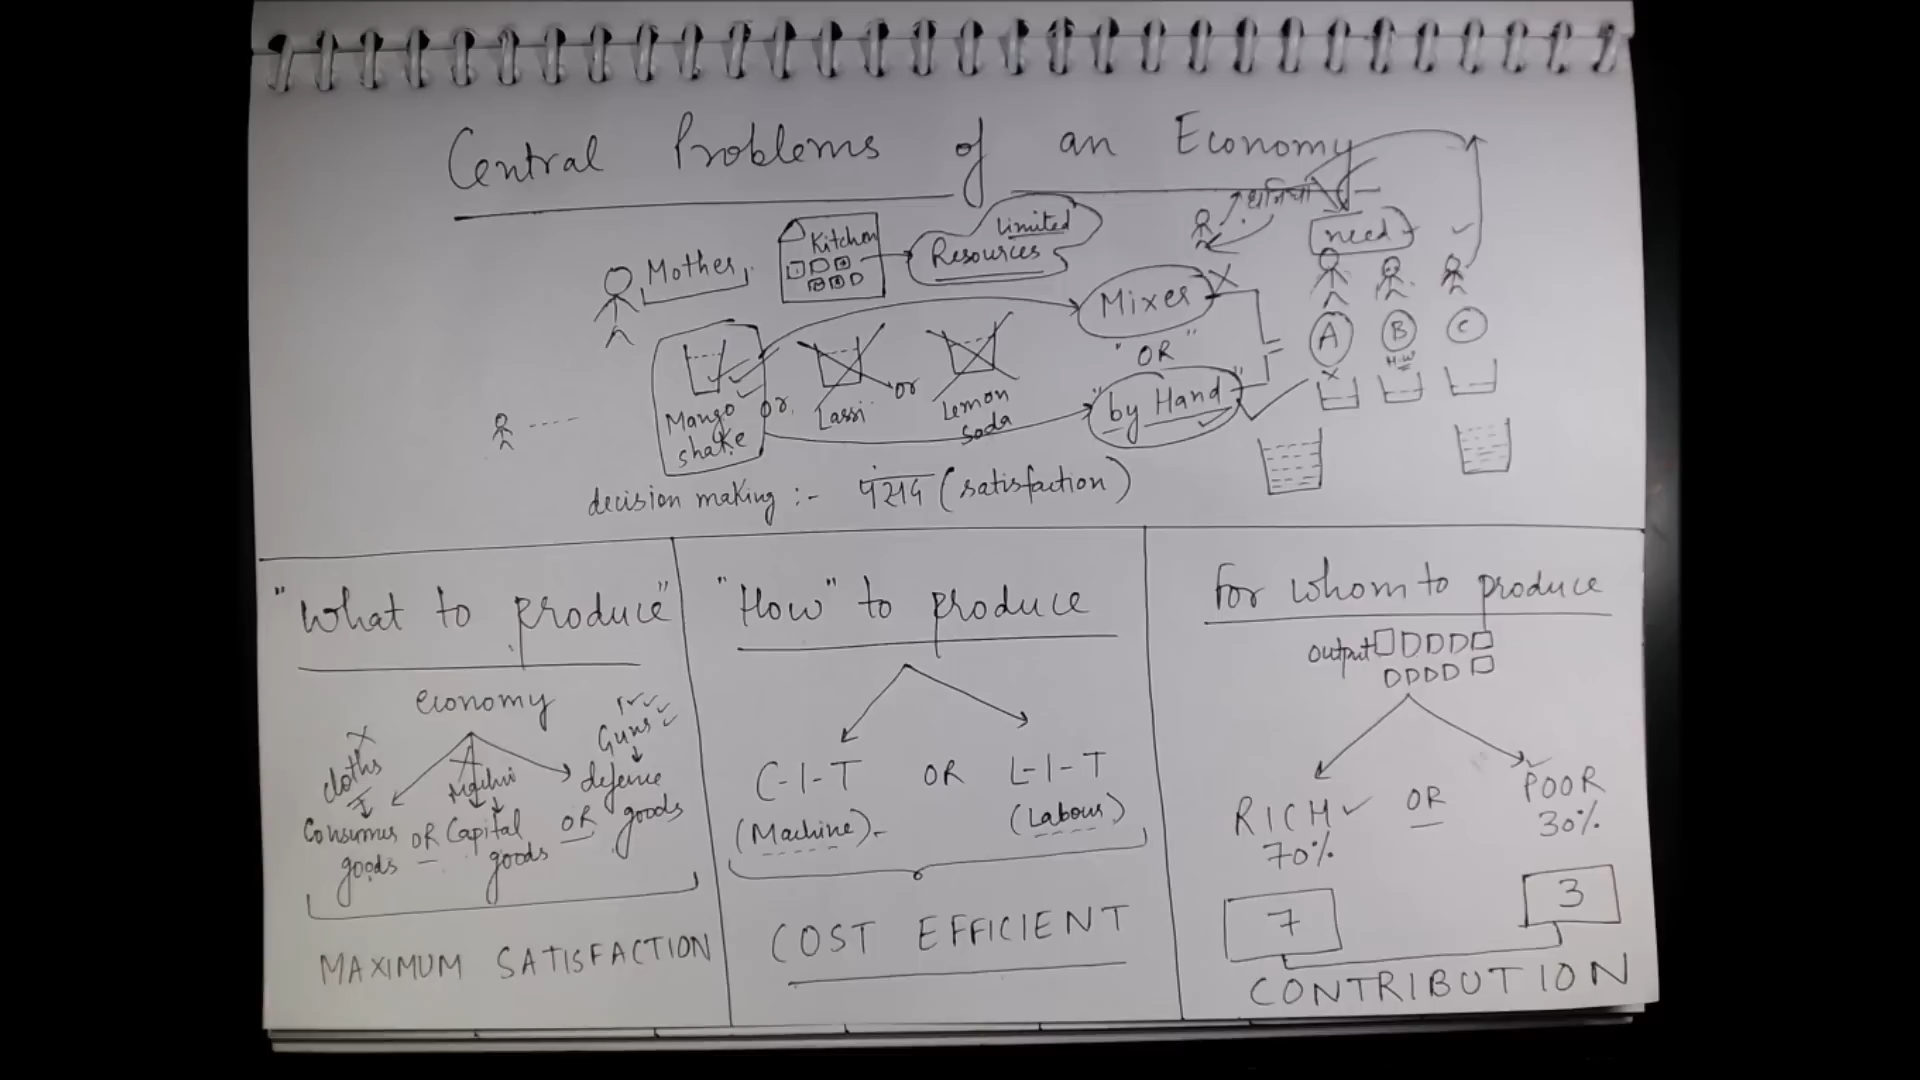 Central Problems of an Economy
धनिया
need
Mother
Kitchen
Limited
Resources
Mixer
"OR"
"by Hand"
A B C
H.W
Mango shake or Lassi or Lemon Soda
decision making :- पंसद (satisfaction)
"What to produce"
economy
cloths
Guns
Consumer goods OR Capital goods OR defence goods
MAXIMUM SATISFACTION
"How" to produce
C-I-T OR L-I-T
(Machine) (Labour)
COST EFFICIENT
for whom to produce
output
RICH OR POOR
70% 30%
7 3
CONTRIBUTION